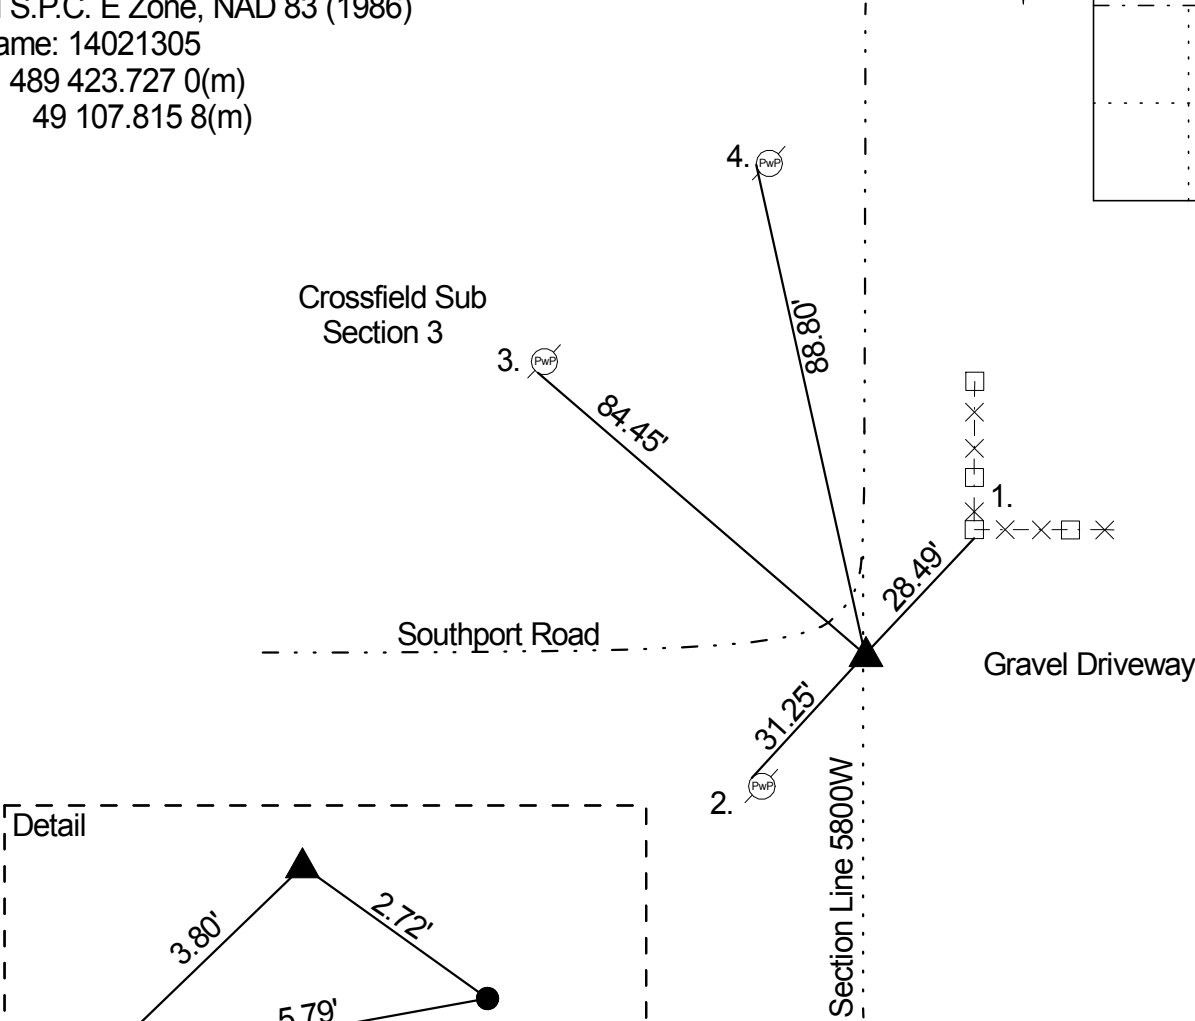 S.P.C. E Zone, NAD 83 (1986)
ame: 14021305
489 423.727 0(m)
49 107.815 8(m)
4. PwP
Crossfield Sub
Section 3
88.80'
3. PwP
84.45'
1.
28.49'
Southport Road
Gravel Driveway
31.25'
2. PwP
Section Line 5800W
Detail
2.72'
3.80'
5.79'